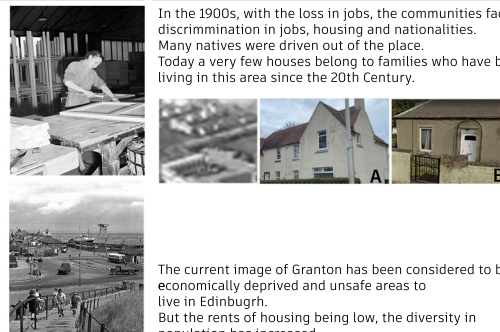 In the 1900s, with the loss in jobs, the communities
discrimmination in jobs, housing and nationalities.
Many natives were driven out of the place.
Today a very few houses belong to families who have
living in this area since the 20th Century.
A
The current image of Granton has been considered to
economically deprived and unsafe areas to
live in Edinbugrh.
But the rents of housing being low, the diversity in
population has increased